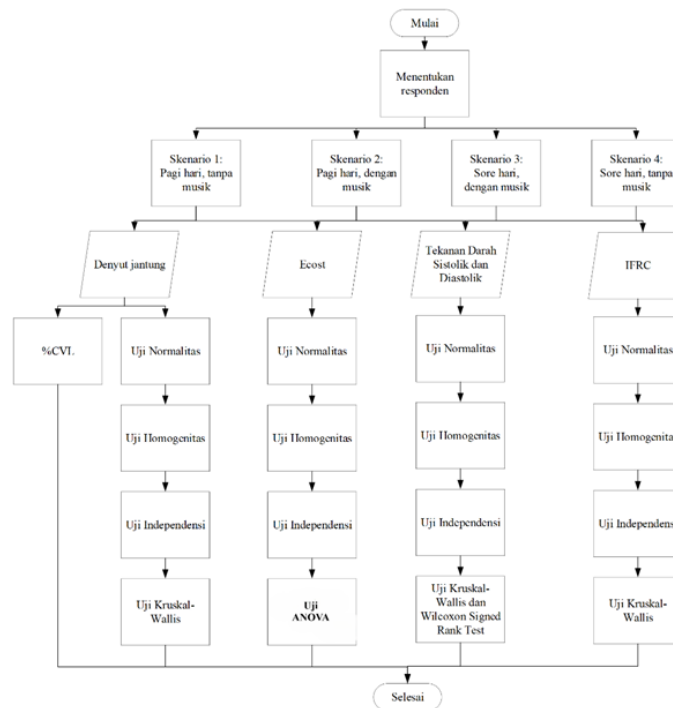 Mulai
Menentukan
responden
Skenario 1:
Pagi hari, tanpa
musik
Skenario 2:
Pagi hari, dengan
musik
Skenario 3:
Sore hari,
dengan musik
Skenario 4:
Sore hari, tanpa
musik
Denyut jantung
Ecost
Tekanan Darah
Sistolik dan
Diastolik
IFRC
%CVL
Uji Normalitas
Uji Normalitas
Uji Normalitas
Uji Normalitas
Uji Homogenitas
Uji Homogenitas
Uji Homogenitas
Uji Homogenitas
Uji Independensi
Uji Independensi
Uji Independensi
Uji Independensi
Uji Kruskal-
Wallis
Uji
ANOVA
Uji Kruskal-
Wallis dan
Wilcoxon Signed
Rank Test
Uji Kruskal-
Wallis
Selesai